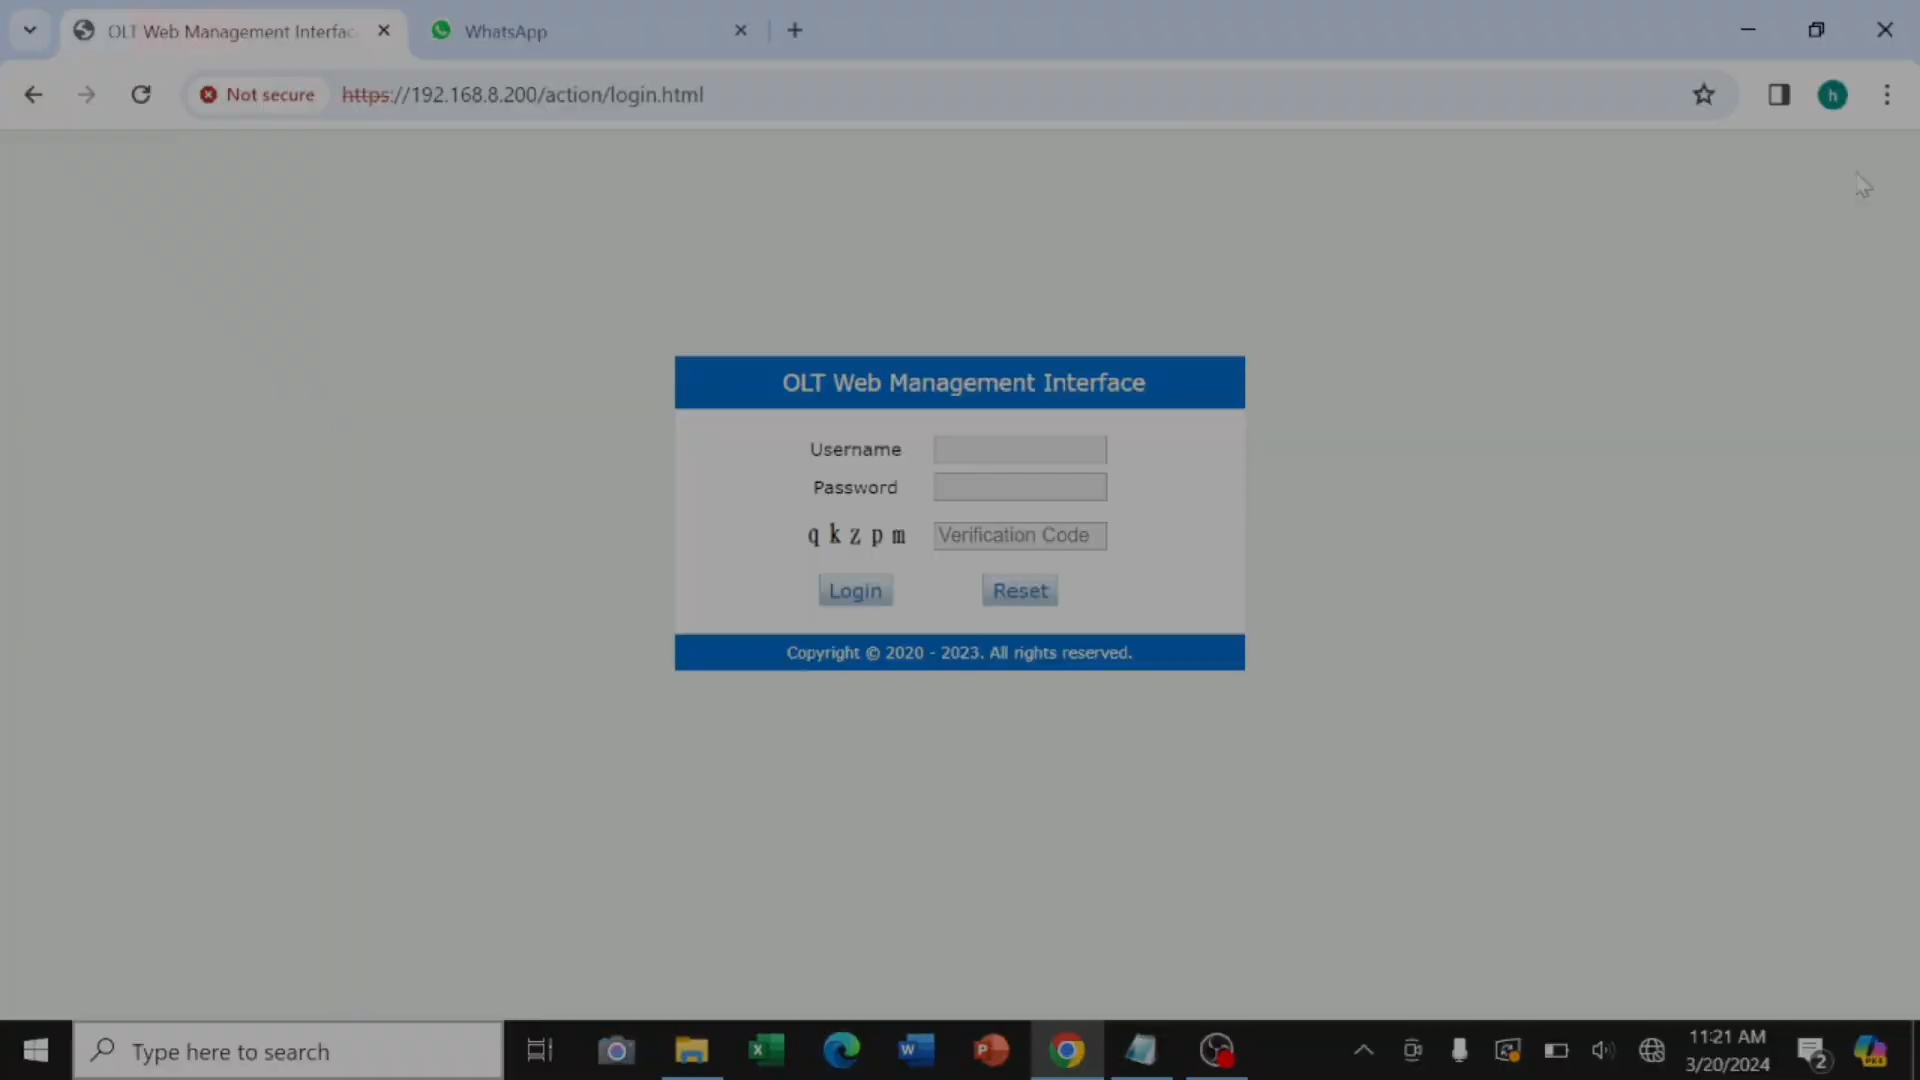 OLT Web Management Interfac
WhatsApp
Not secure
https://192.168.8.200/action/login.html
h
OLT Web Management Interface
Username
Password
q k z p m
Verification Code
Login
Reset
Copyright © 2020 - 2023. All rights reserved.
Type here to search
11:21 AM
3/20/2024
2